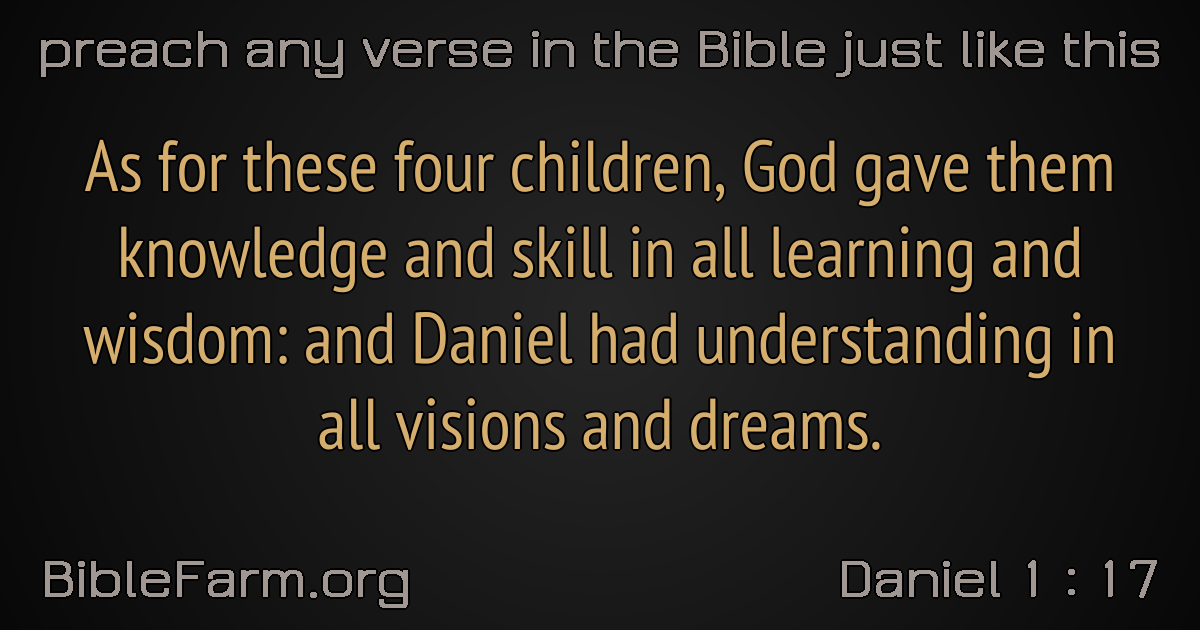 preach any verse in the Bible just like this
As for these four children, God gave them
knowledge and skill in all learning and
wisdom: and Daniel had understanding in
all visions and dreams.
BibleFarm.org
Daniel 1 : 17